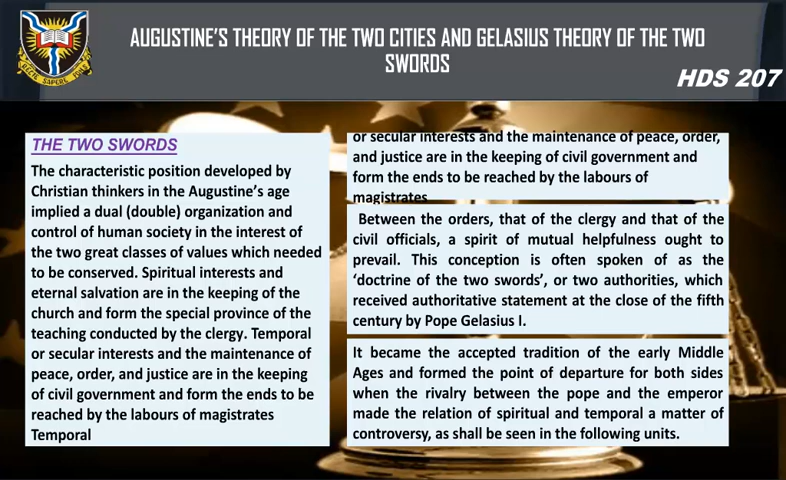 AUGUSTINE'S THEORY OF THE TWO CITIES AND GELASIUS THEORY OF THE TWO
SWORDS
HDS 207
RECTE SAPERE FONS
THE TWO SWORDS
The characteristic position developed by
Christian thinkers in the Augustine's age
implied a dual (double) organization and
control of human society in the interest of
the two great classes of values which needed
to be conserved. Spiritual interests and
eternal salvation are in the keeping of the
church and form the special province of the
teaching conducted by the clergy. Temporal
or secular interests and the maintenance of
peace, order, and justice are in the keeping
of civil government and form the ends to be
reached by the labours of magistrates
Temporal
or secular interests and the maintenance of peace, order,
and justice are in the keeping of civil government and
form the ends to be reached by the labours of
magistrates
Between the orders, that of the clergy and that of the
civil officials, a spirit of mutual helpfulness ought to
prevail. This conception is often spoken of as the
'doctrine of the two swords', or two authorities, which
received authoritative statement at the close of the fifth
century by Pope Gelasius I.
It became the accepted tradition of the early Middle
Ages and formed the point of departure for both sides
when the rivalry between the pope and the emperor
made the relation of spiritual and temporal a matter of
controversy, as shall be seen in the following units.